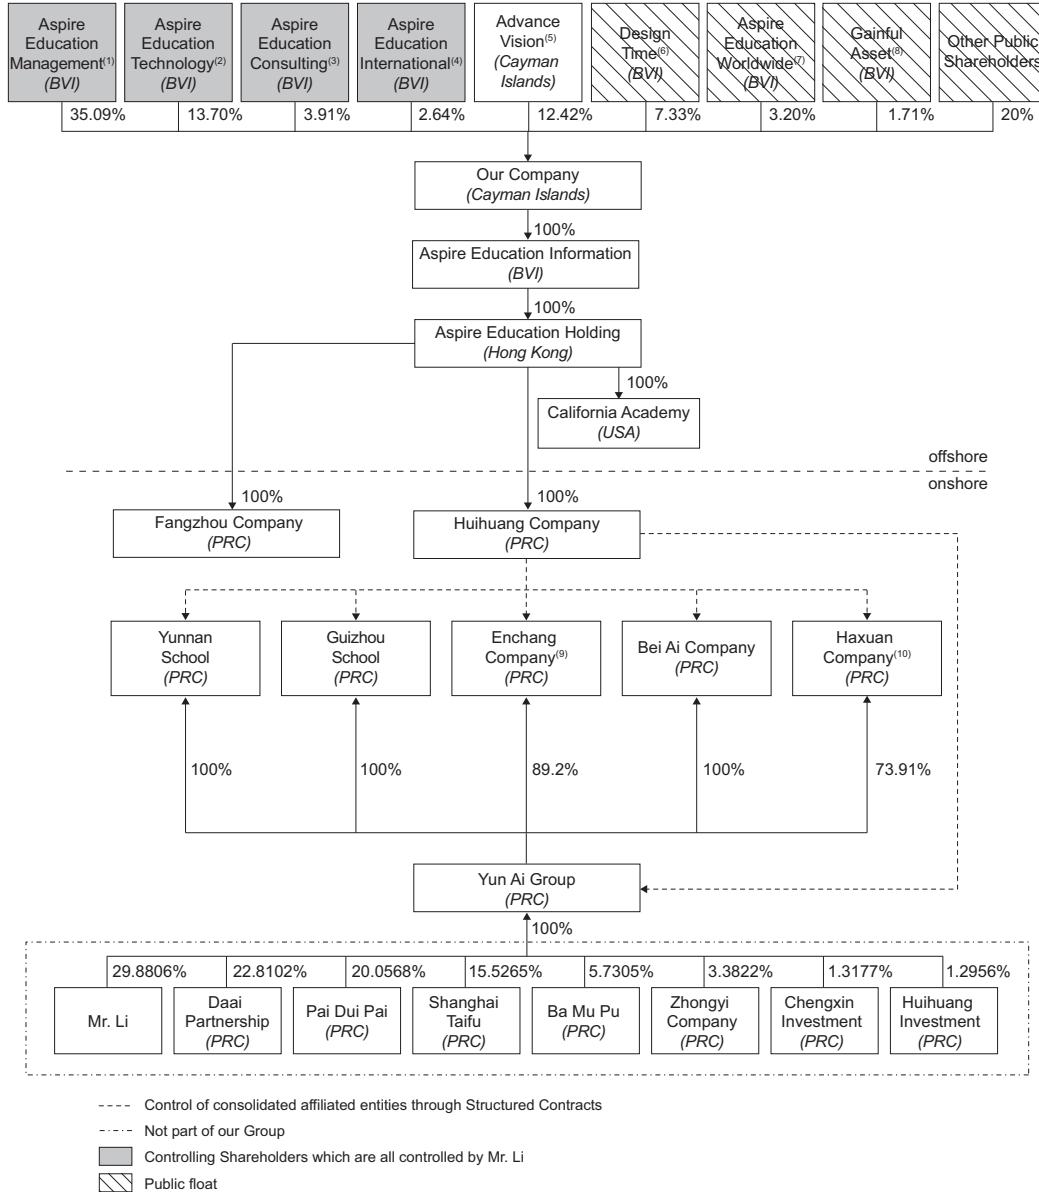 Aspire
Education
Management(1)
(BVI)
Aspire
Education
Technology(2)
(BVI)
Aspire
Education
Consulting(3)
(BVI)
Aspire
Education
International(4)
(BVI)
Advance
Vision(5)
(Cayman
Islands)
Design
Time(6)
(BVI)
Aspire
Education
Worldwide(7)
(BVI)
Gainful
Asset(8)
(BVI)
Other Public
Shareholders
35.09%
13.70%
3.91%
2.64%
12.42%
7.33%
3.20%
1.71%
20%
Our Company
(Cayman Islands)
100%
Aspire Education Information
(BVI)
100%
Aspire Education Holding
(Hong Kong)
100%
California Academy
(USA)
offshore
onshore
100%
100%
Fangzhou Company
(PRC)
Huihuang Company
(PRC)
Yunnan
School
(PRC)
Guizhou
School
(PRC)
Enchang
Company(9)
(PRC)
Bei Ai Company
(PRC)
Haxuan
Company(10)
(PRC)
100%
100%
89.2%
100%
73.91%
Yun Ai Group
(PRC)
100%
29.8806%
22.8102%
20.0568%
15.5265%
5.7305%
3.3822%
1.3177%
1.2956%
Mr. Li
Daai
Partnership
(PRC)
Pai Dui Pai
(PRC)
Shanghai
Taifu
(PRC)
Ba Mu Pu
(PRC)
Zhongyi
Company
(PRC)
Chengxin
Investment
(PRC)
Huihuang
Investment
(PRC)
Control of consolidated affiliated entities through Structured Contracts
Not part of our Group
Controlling Shareholders which are all controlled by Mr. Li
Public float